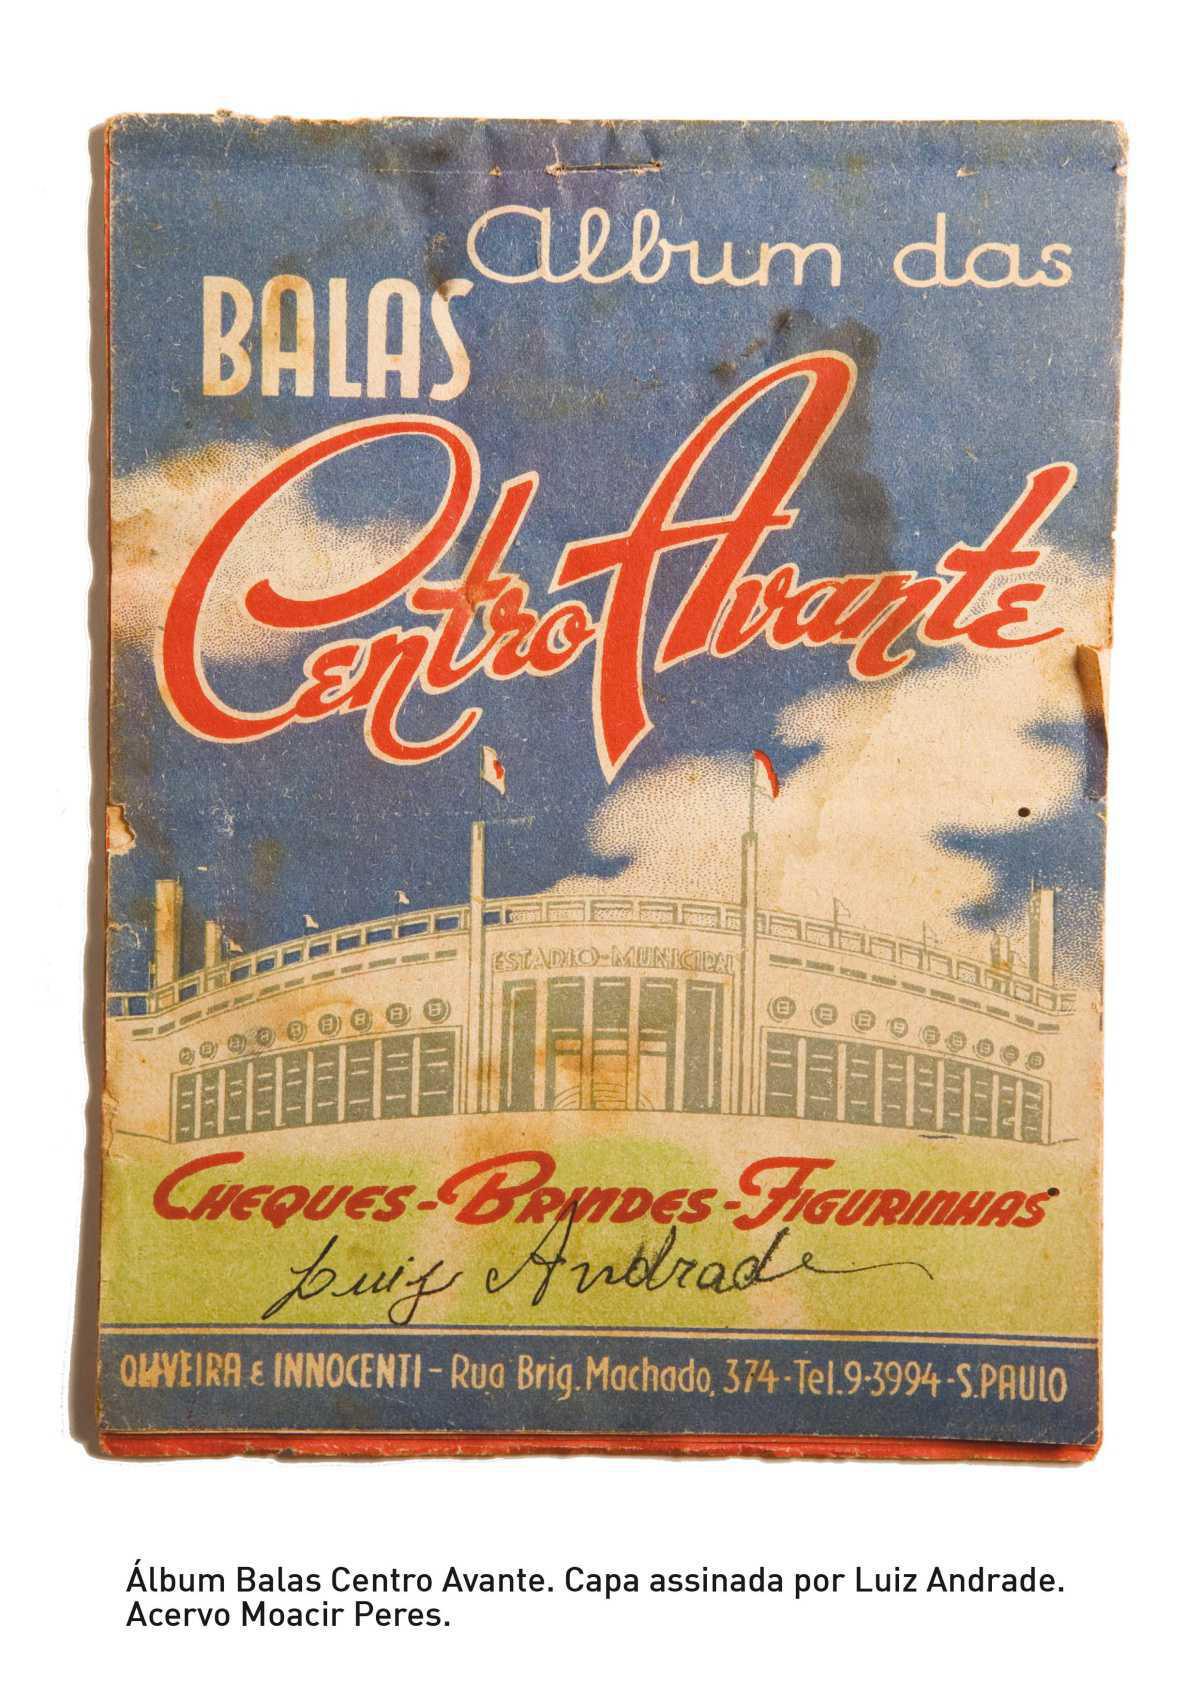 Album das
BALAS
Centro Avante
ESTADIO-MUNICIPAL
CHEQUES-BRINDES-FIGURINHAS
Luiz Andrade
OLIVEIRA E INNOCENTI - Rua Brig. Machado, 374 - Tel. 9-3994 - S. PAULO
Álbum Balas Centro Avante. Capa assinada por Luiz Andrade.
Acervo Moacir Peres.